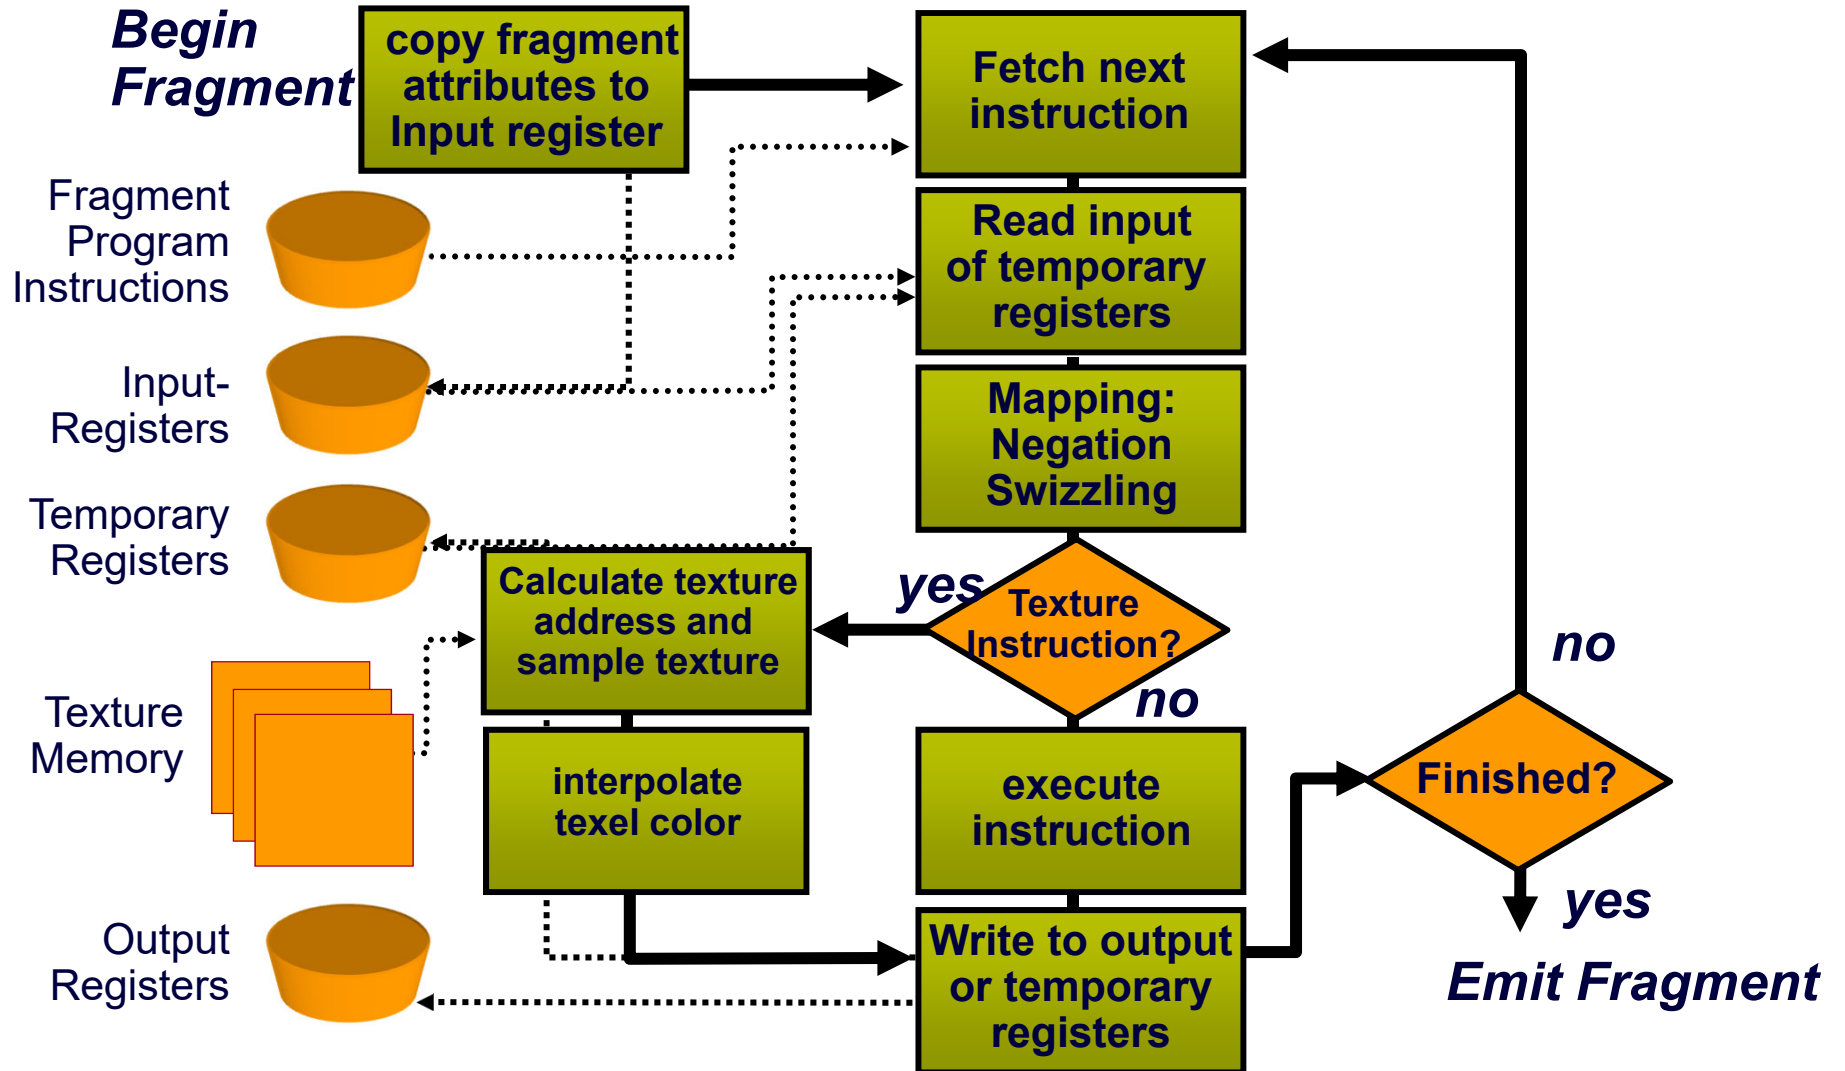 Begin
Fragment
copy fragment
attributes to
Input register
Fetch next
instruction
Fragment
Program
Instructions
Read input
of temporary
registers
Input-
Registers
Mapping:
Negation
Swizzling
Temporary
Registers
Calculate texture
address and
sample texture
yes
Texture
Instruction?
no
no
Texture
Memory
interpolate
texel color
execute
instruction
Finished?
yes
Output
Registers
Write to output
or temporary
registers
Emit Fragment